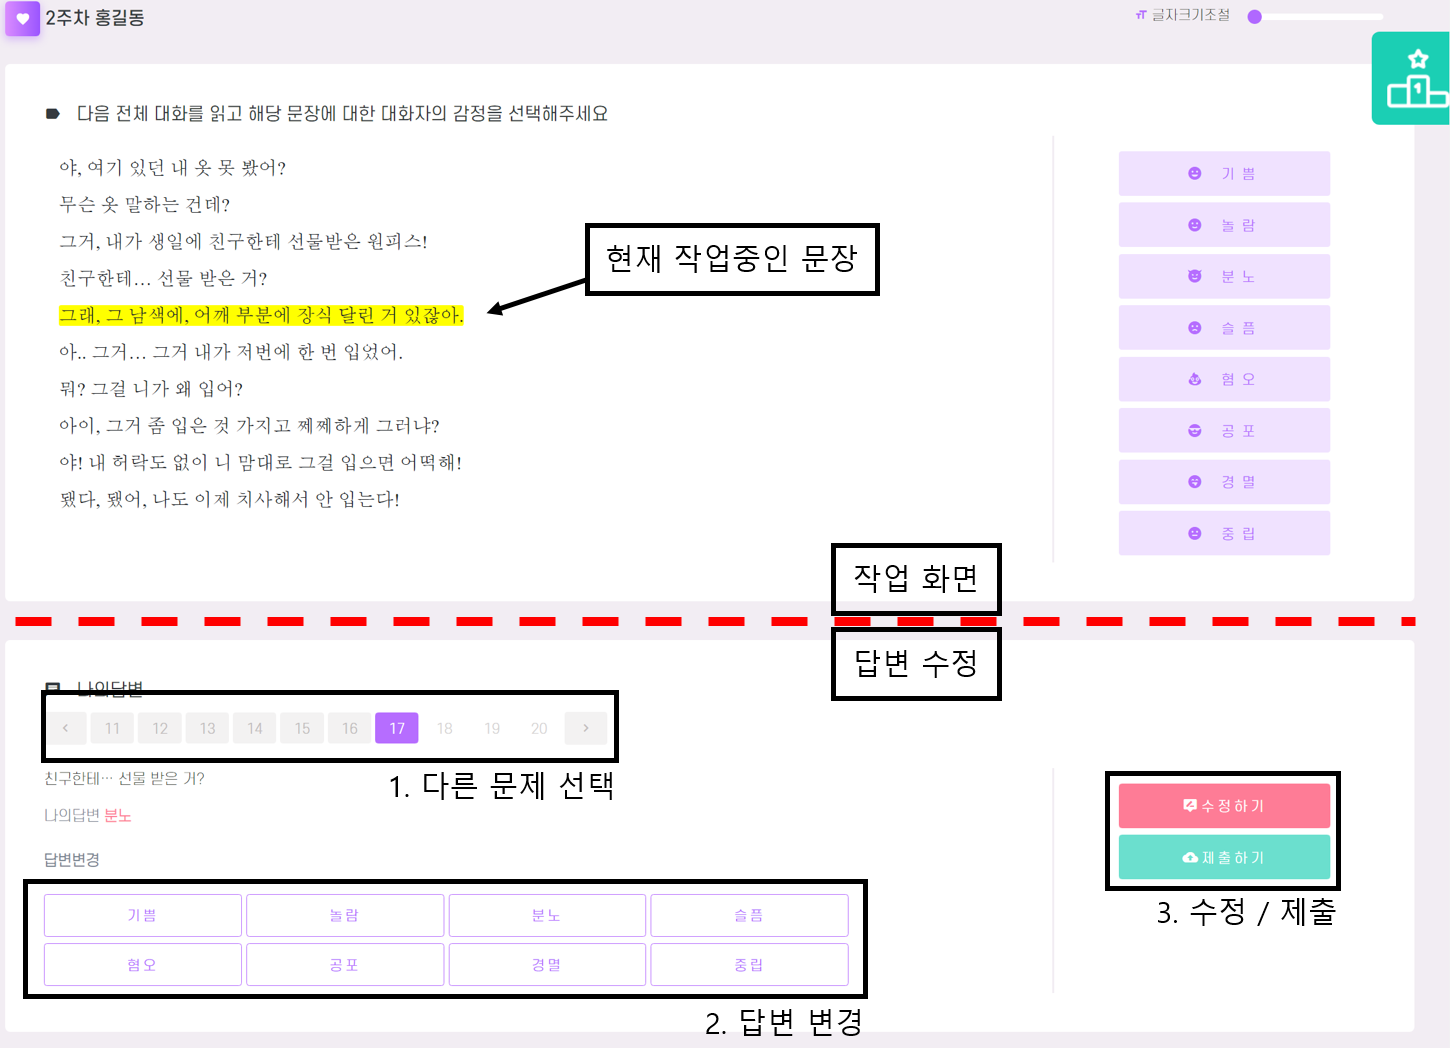 2주차 홍길동
글자크기조절
1
다음 전체 대화를 읽고 해당 문장에 대한 대화자의 감정을 선택해주세요
야, 여기 있던 내 옷 못 봤어?
무슨 옷 말하는 건데?
그거, 내가 생일에 친구한테 선물받은 원피스!
친구한테... 선물 받은 거?
그래, 그 남색에, 어깨 부분에 장식 달린 거 있잖아.
아.. 그거... 그거 내가 저번에 한 번 입었어.
뭐? 그걸 니가 왜 입어?
아이, 그거 좀 입은 것 가지고 쩨쩨하게 그러냐?
야! 내 허락도 없이 니 맘대로 그걸 입으면 어떡해!
됐다, 됐어, 나도 이제 치사해서 안 입는다!
현재 작업중인 문장
기쁨
놀람
분노
슬픔
혐오
공포
경멸
중립
작업 화면
답변 수정
나의답변
< 11 12 13 14 15 16 17 18 19 20 >
1. 다른 문제 선택
친구한테... 선물 받은 거?
나의답변 분노
답변변경
기쁨 놀람 분노 슬픔
혐오 공포 경멸 중립
2. 답변 변경
수정하기
제출하기
3. 수정 / 제출